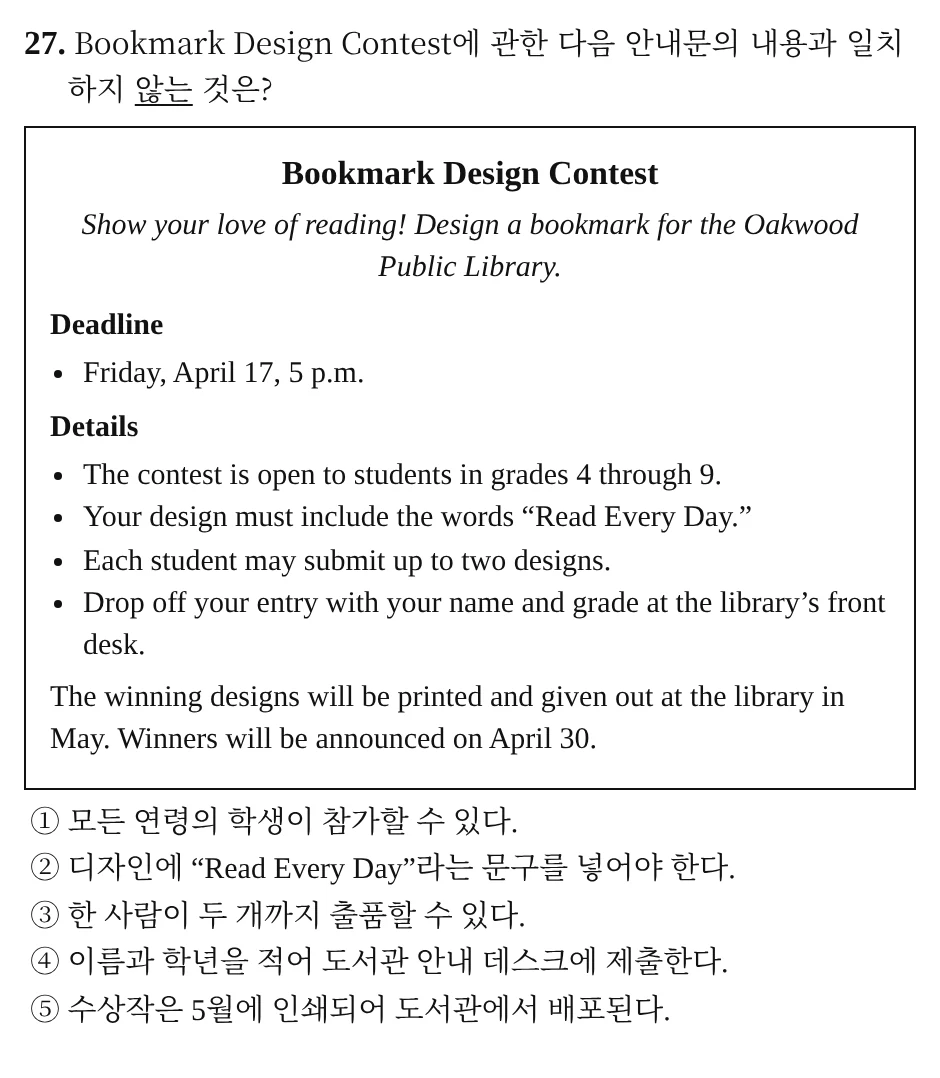 27. Bookmark Design Contest에 관한 다음 안내문의 내용과 일치
하지 않는 것은?
Bookmark Design Contest
Show your love of reading! Design a bookmark for the Oakwood
Public Library.
Deadline
• Friday, April 17, 5 p.m.
Details
• The contest is open to students in grades 4 through 9.
• Your design must include the words “Read Every Day.”
• Each student may submit up to two designs.
• Drop off your entry with your name and grade at the library’s front
desk.
The winning designs will be printed and given out at the library in
May. Winners will be announced on April 30.
① 모든 연령의 학생이 참가할 수 있다.
② 디자인에 “Read Every Day”라는 문구를 넣어야 한다.
③ 한 사람이 두 개까지 출품할 수 있다.
④ 이름과 학년을 적어 도서관 안내 데스크에 제출한다.
⑤ 수상작은 5월에 인쇄되어 도서관에서 배포된다.